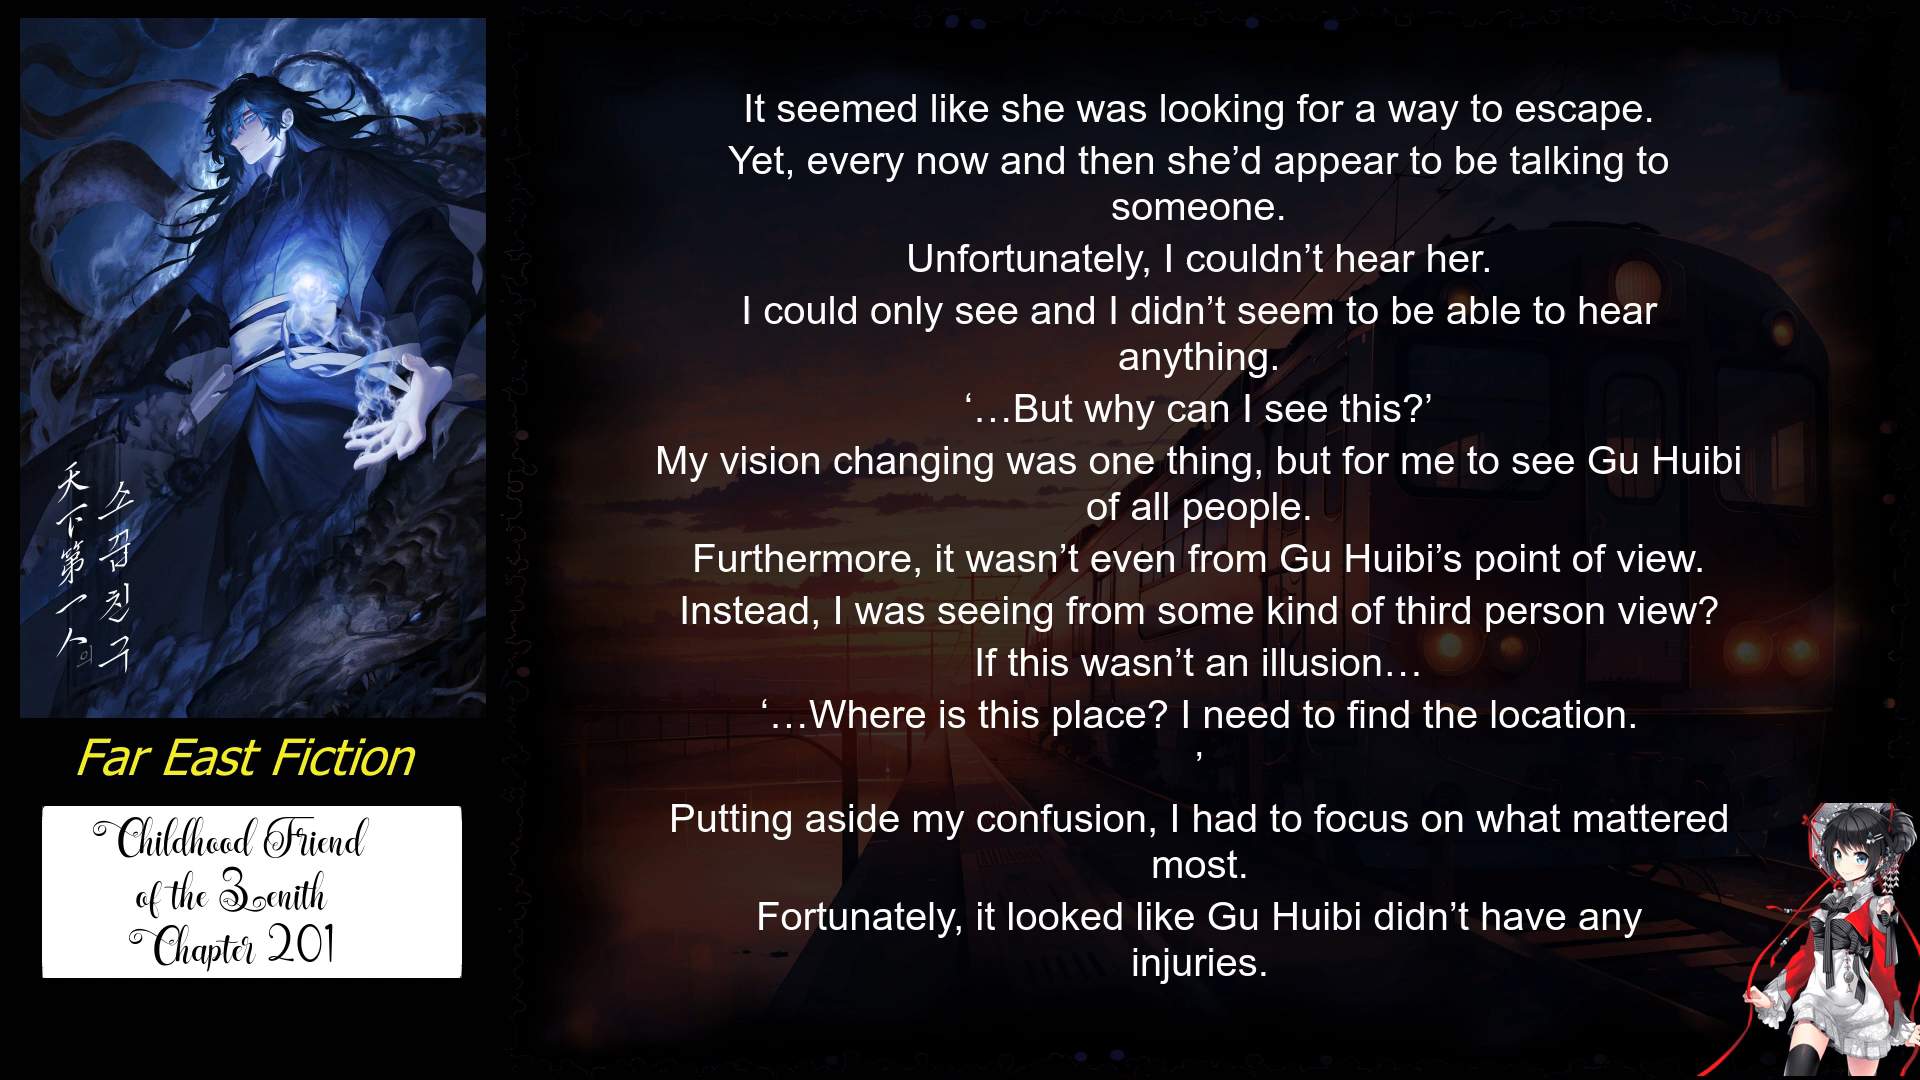 天下第一人의
소꿉친구
Far East Fiction
Childhood Friend
of the Zenith
Chapter 201
It seemed like she was looking for a way to escape.
Yet, every now and then she’d appear to be talking to
someone.
Unfortunately, I couldn’t hear her.
I could only see and I didn’t seem to be able to hear
anything.
‘…But why can I see this?’
My vision changing was one thing, but for me to see Gu Huibi
of all people.
Furthermore, it wasn’t even from Gu Huibi’s point of view.
Instead, I was seeing from some kind of third person view?
If this wasn’t an illusion…
‘…Where is this place? I need to find the location.
’
Putting aside my confusion, I had to focus on what mattered
most.
Fortunately, it looked like Gu Huibi didn’t have any
injuries.